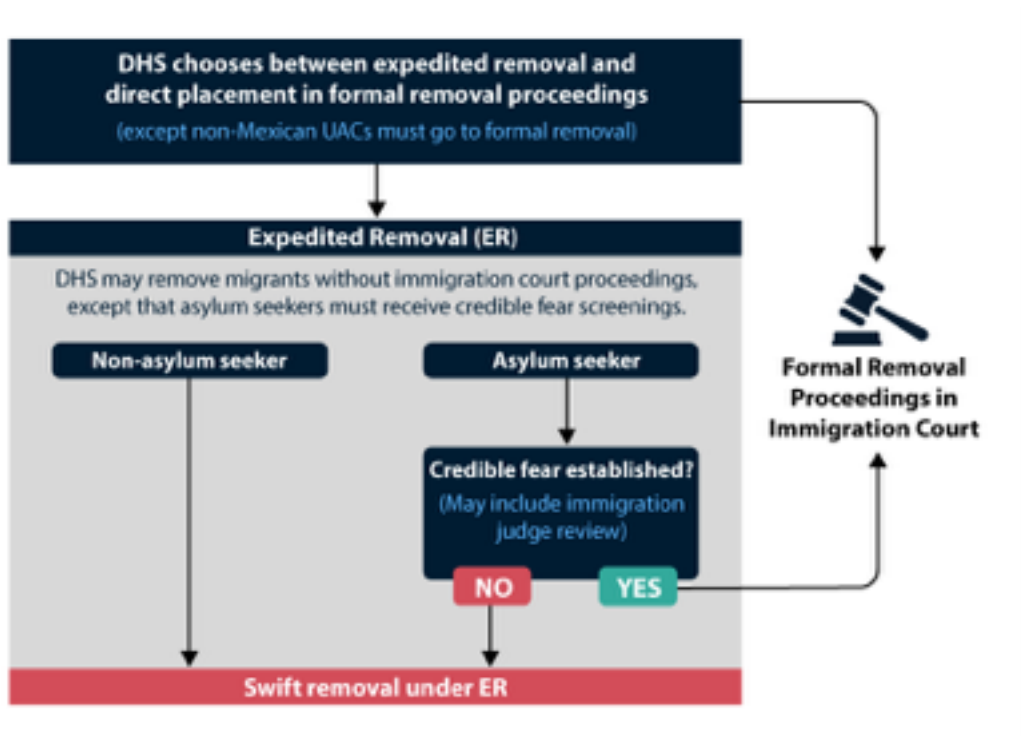 DHS chooses between expedited removal and
direct placement in formal removal proceedings
(except non-Mexican UACs must go to formal removal)
Expedited Removal (ER)
DHS may remove migrants without immigration court proceedings,
except that asylum seekers must receive credible fear screenings.
Non-asylum seeker
Asylum seeker
Credible fear established?
(May include immigration
judge review)
NO
YES
Swift removal under ER
Formal Removal
Proceedings in
Immigration Court